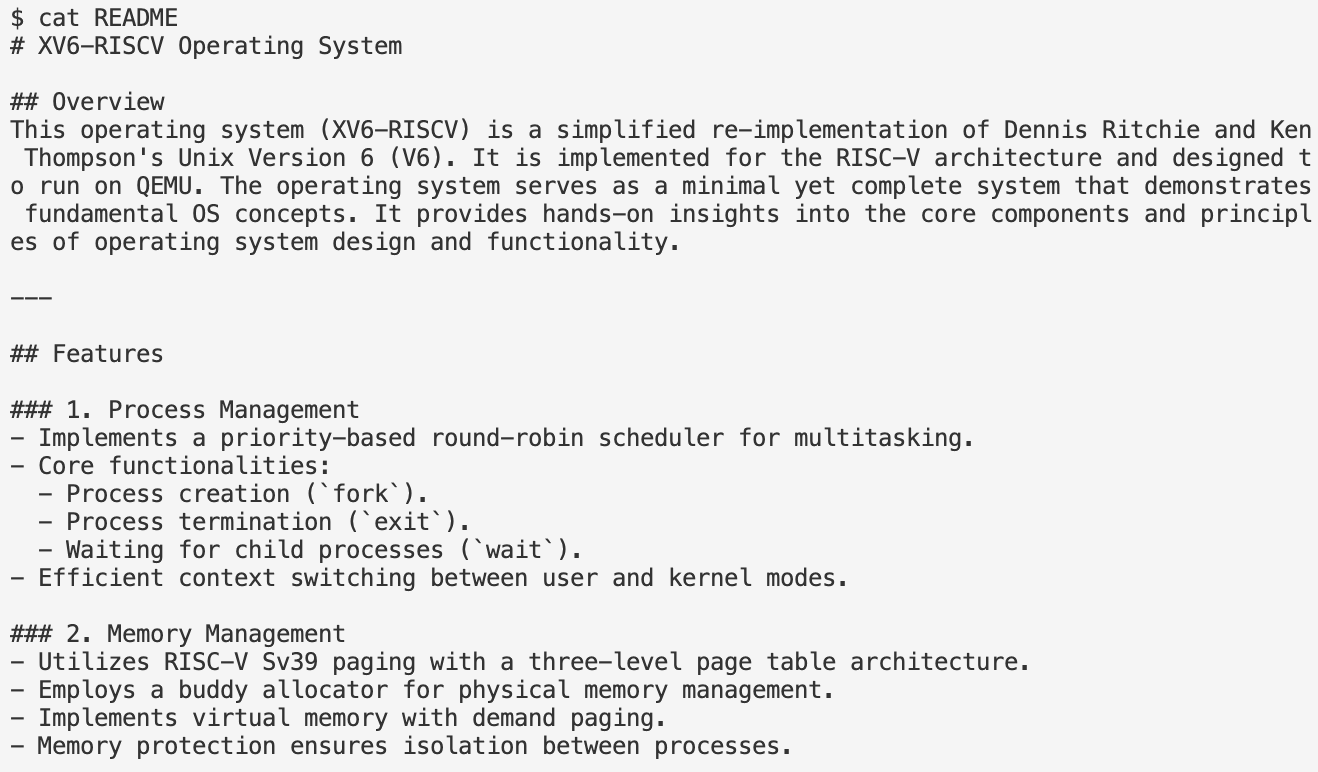 $ cat README
# XV6-RISCV Operating System
## Overview
This operating system (XV6-RISCV) is a simplified re-implementation of Dennis Ritchie and Ken
 Thompson's Unix Version 6 (V6). It is implemented for the RISC-V architecture and designed t
o run on QEMU. The operating system serves as a minimal yet complete system that demonstrates
 fundamental OS concepts. It provides hands-on insights into the core components and principl
es of operating system design and functionality.
---
## Features
### 1. Process Management
- Implements a priority-based round-robin scheduler for multitasking.
- Core functionalities:
  - Process creation (`fork`).
  - Process termination (`exit`).
  - Waiting for child processes (`wait`).
- Efficient context switching between user and kernel modes.
### 2. Memory Management
- Utilizes RISC-V Sv39 paging with a three-level page table architecture.
- Employs a buddy allocator for physical memory management.
- Implements virtual memory with demand paging.
- Memory protection ensures isolation between processes.